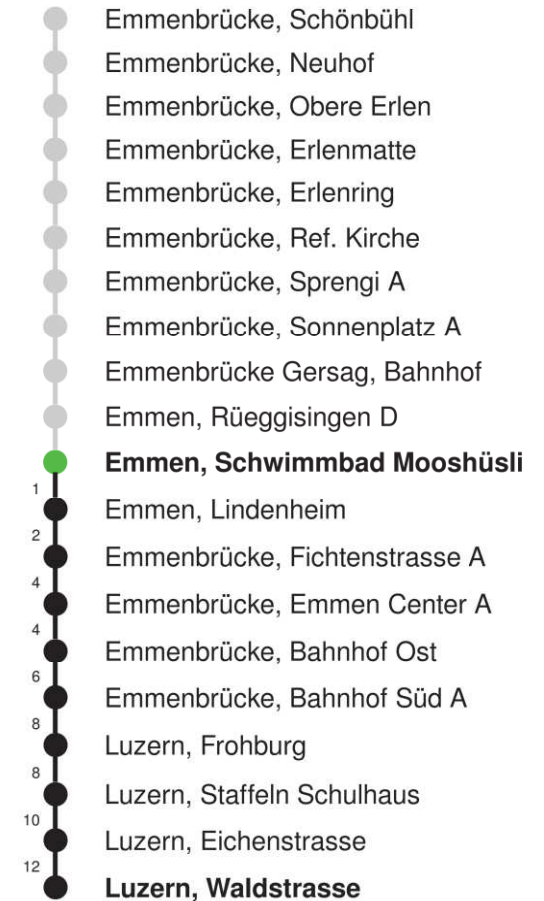 Emmenbrücke, Schönbühl
Emmenbrücke, Neuhof
Emmenbrücke, Obere Erlen
Emmenbrücke, Erlenmatte
Emmenbrücke, Erlenring
Emmenbrücke, Ref. Kirche
Emmenbrücke, Sprengi A
Emmenbrücke, Sonnenplatz A
Emmenbrücke Gersag, Bahnhof
Emmen, Rüeggisingen D
Emmen, Schwimmbad Mooshüsli
1
Emmen, Lindenheim
2
Emmenbrücke, Fichtenstrasse A
4
Emmenbrücke, Emmen Center A
4
Emmenbrücke, Bahnhof Ost
6
Emmenbrücke, Bahnhof Süd A
8
Luzern, Frohburg
8
Luzern, Staffeln Schulhaus
10
Luzern, Eichenstrasse
12
Luzern, Waldstrasse